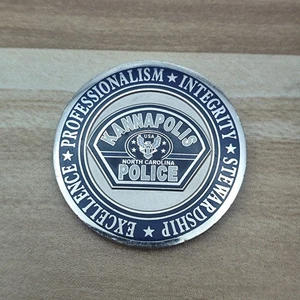 PROFESSIONALISM ★ INTEGRITY ★ STEWARDSHIP ★ EXCELLENCE ★
KANNAPOLIS
USA
NORTH CAROLINA
POLICE